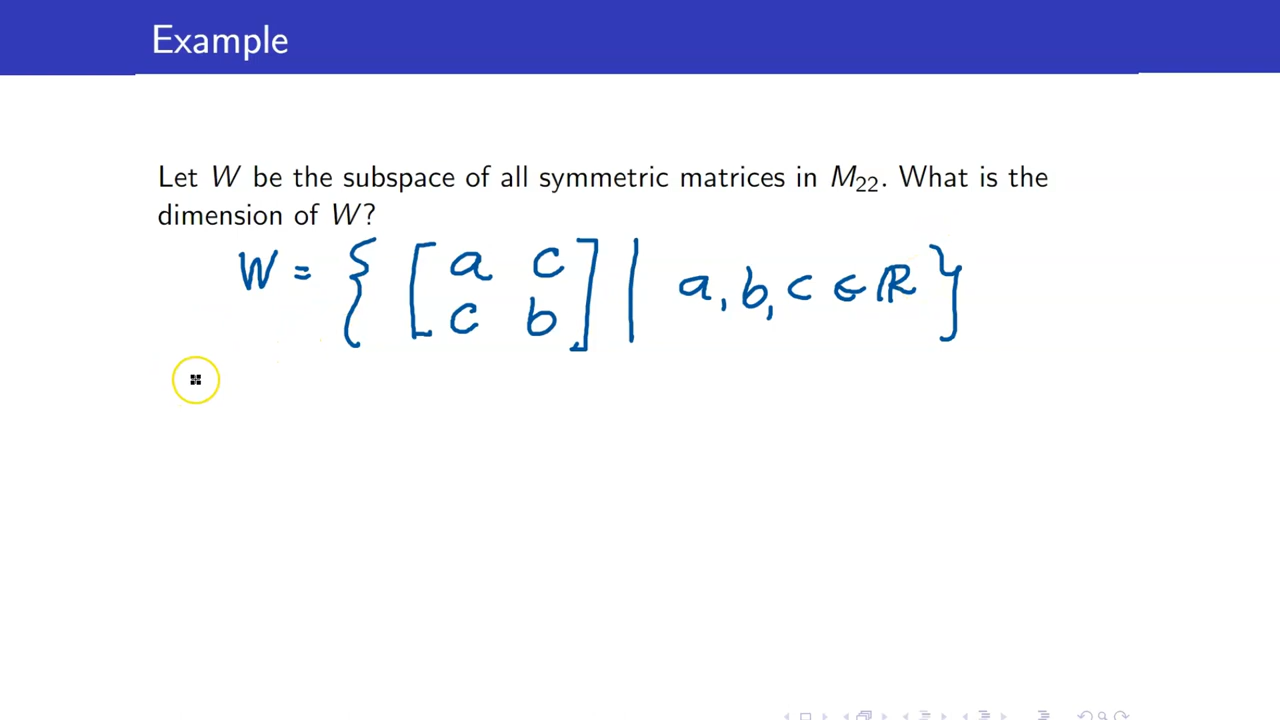 Example
Let W be the subspace of all symmetric matrices in M₂₂. What is the
dimension of W?
W = { [ a c
c b ] | a, b, c ∈ ℝ }